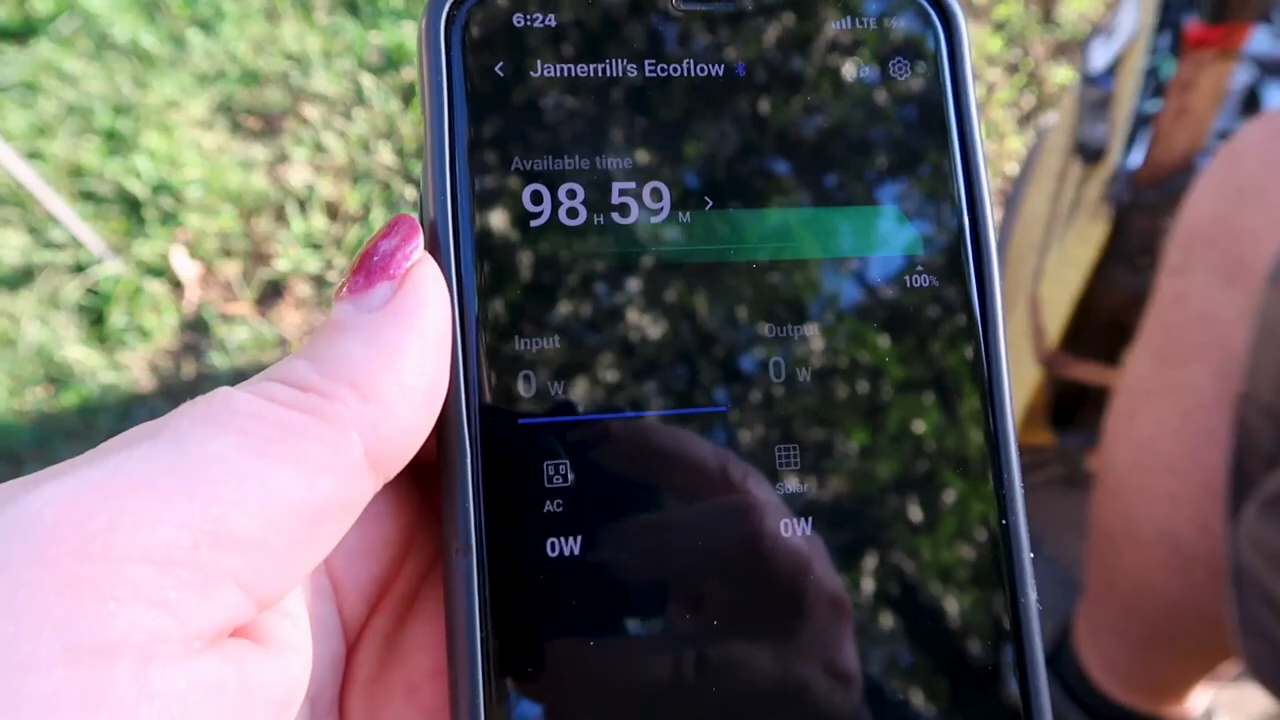 6:24 LTE
Jamerrill's Ecoflow
Available time
98 H 59 M
100%
Input Output
0 W 0 W
AC Solar
0W 0W